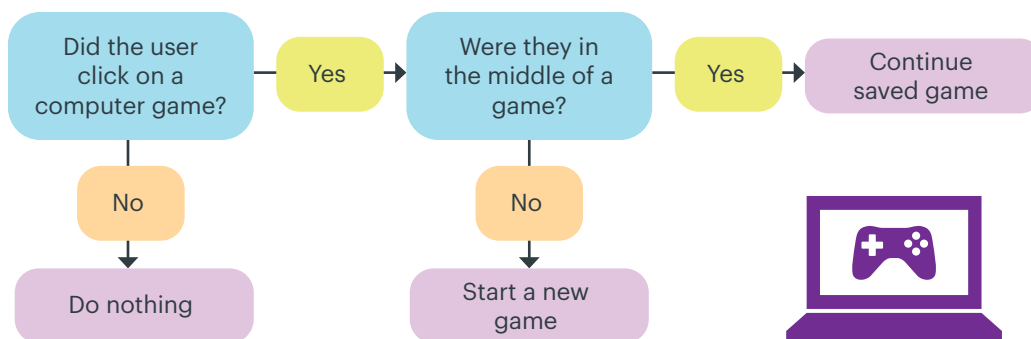 Did the user
click on a
computer game?
Yes
Were they in
the middle of a
game?
Yes
Continue
saved game
No
No
Do nothing
Start a new
game